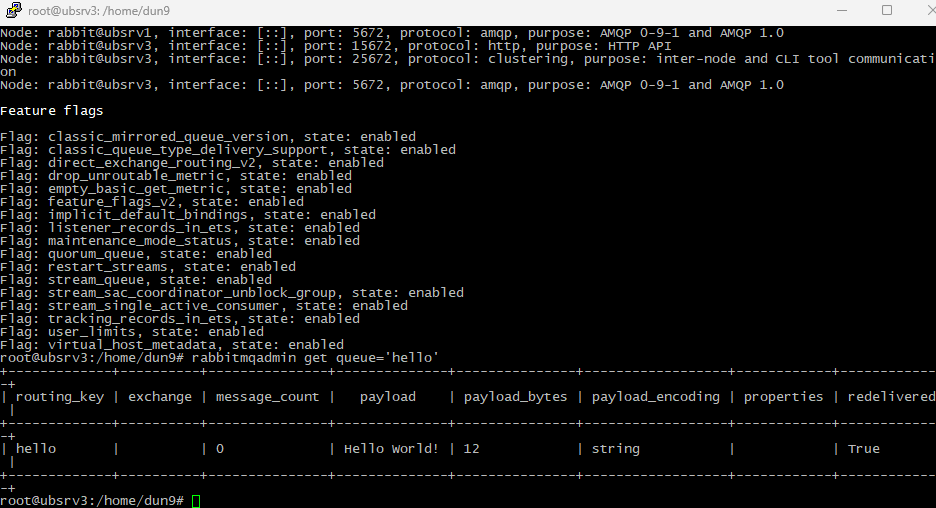 root@ubsrv3: /home/dun9
Node: rabbit@ubsrv1, interface: [::], port: 5672, protocol: amqp, purpose: AMQP 0-9-1 and AMQP 1.0
Node: rabbit@ubsrv3, interface: [::], port: 15672, protocol: http, purpose: HTTP API
Node: rabbit@ubsrv3, interface: [::], port: 25672, protocol: clustering, purpose: inter-node and CLI tool communicati
on
Node: rabbit@ubsrv3, interface: [::], port: 5672, protocol: amqp, purpose: AMQP 0-9-1 and AMQP 1.0
Feature flags
Flag: classic_mirrored_queue_version, state: enabled
Flag: classic_queue_type_delivery_support, state: enabled
Flag: direct_exchange_routing_v2, state: enabled
Flag: drop_unroutable_metric, state: enabled
Flag: empty_basic_get_metric, state: enabled
Flag: feature_flags_v2, state: enabled
Flag: implicit_default_bindings, state: enabled
Flag: listener_records_in_ets, state: enabled
Flag: maintenance_mode_status, state: enabled
Flag: quorum_queue, state: enabled
Flag: restart_streams, state: enabled
Flag: stream_queue, state: enabled
Flag: stream_sac_coordinator_unblock_group, state: enabled
Flag: stream_single_active_consumer, state: enabled
Flag: tracking_records_in_ets, state: enabled
Flag: user_limits, state: enabled
Flag: virtual_host_metadata, state: enabled
root@ubsrv3:/home/dun9# rabbitmqadmin get queue='hello'
+-------------+----------+---------------+--------------+---------------+------------------+------------+------------
-+
| routing_key | exchange | message_count |   payload    | payload_bytes | payload_encoding | properties | redelivered
 |
+-------------+----------+---------------+--------------+---------------+------------------+------------+------------
-+
| hello       |          | 0             | Hello World! | 12            | string           |            | True
 |
+-------------+----------+---------------+--------------+---------------+------------------+------------+------------
-+
root@ubsrv3:/home/dun9#